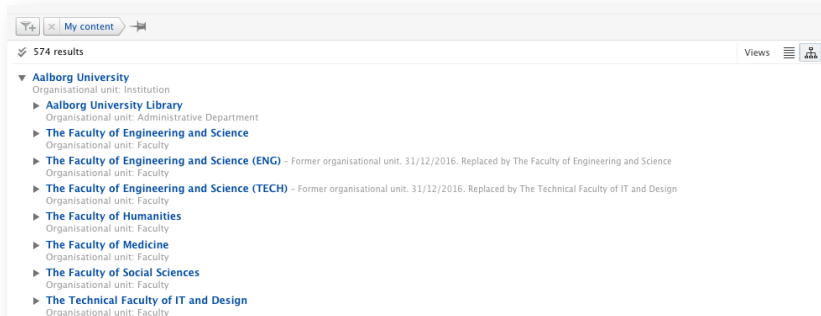 My content
574 results
Views
Aalborg University
Organisational unit: Institution
Aalborg University Library
Organisational unit: Administrative Department
The Faculty of Engineering and Science
Organisational unit: Faculty
The Faculty of Engineering and Science (ENG) – Former organisational unit. 31/12/2016. Replaced by The Faculty of Engineering and Science
Organisational unit: Faculty
The Faculty of Engineering and Science (TECH) – Former organisational unit. 31/12/2016. Replaced by The Technical Faculty of IT and Design
Organisational unit: Faculty
The Faculty of Humanities
Organisational unit: Faculty
The Faculty of Medicine
Organisational unit: Faculty
The Faculty of Social Sciences
Organisational unit: Faculty
The Technical Faculty of IT and Design
Organisational unit: Faculty